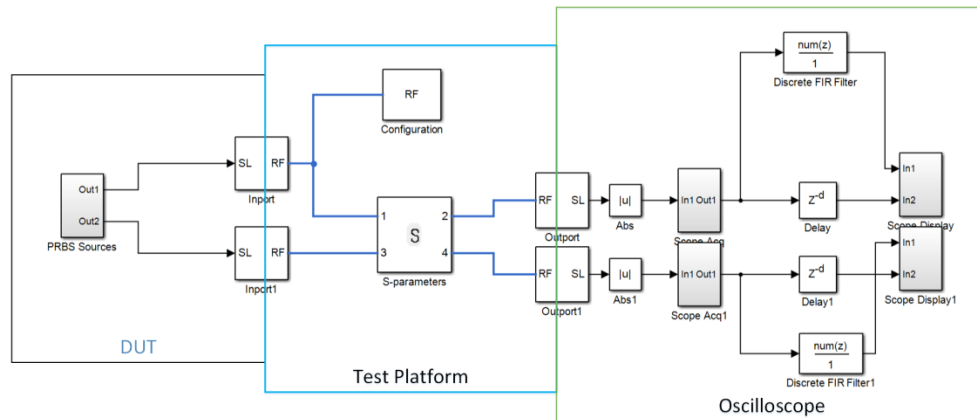 num(z)
1
Discrete FIR Filter
RF
Configuration
SL
RF
Inport
Out1
Out2
PRBS Sources
1
2
S
3
4
S-parameters
SL
RF
Inport1
RF
SL
Outport
|u|
Abs
In1 Out1
Scope Acq
Z-d
Delay
In1
In2
Scope Display
RF
SL
Outport1
|u|
Abs1
In1 Out1
Scope Acq1
Z-d
Delay1
In1
In2
Scope Display1
num(z)
1
Discrete FIR Filter1
DUT
Test Platform
Oscilloscope